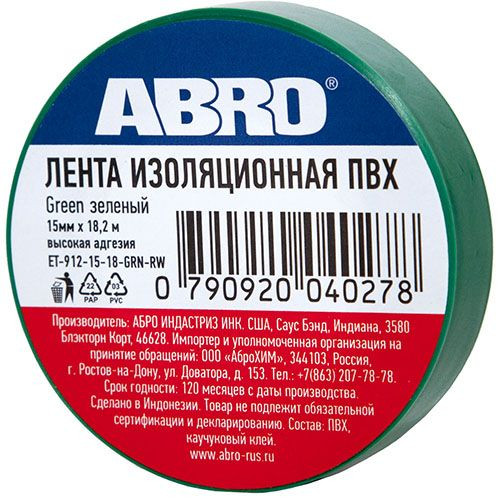 ABRO®
ЛЕНТА ИЗОЛЯЦИОННАЯ ПВХ
Green зеленый
15мм x 18,2 м
высокая адгезия
ET-912-15-18-GRN-RW
22 03
PAP PVC
0 790920 040278
Производитель: АБРО ИНДАСТРИЗ ИНК. США, Саус Бэнд, Индиана, 3580
Блэкторн Корт, 46628. Импортер и уполномоченная организация на
принятие обращений: ООО «АброХИМ», 344103, Россия,
г. Ростов-на-Дону, ул. Доватора, д. 153. Тел.:+7(863) 207-78-78.
Срок годности: 120 месяцев с даты производства.
Сделано в Индонезии. Товар не подлежит обязательной
сертификации и декларированию. Состав: ПВХ,
каучуковый клей.
www.abro-rus.ru